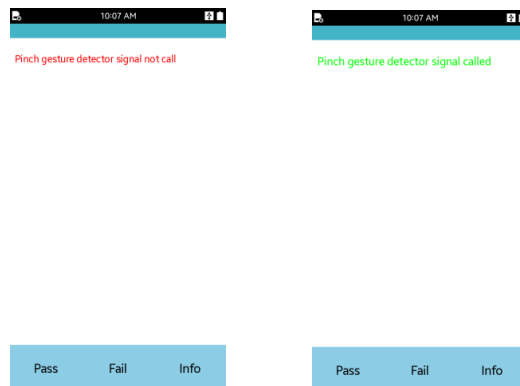 10:07 AM
Pinch gesture detector signal not call
Pass Fail Info
10:07 AM
Pinch gesture detector signal called
Pass Fail Info